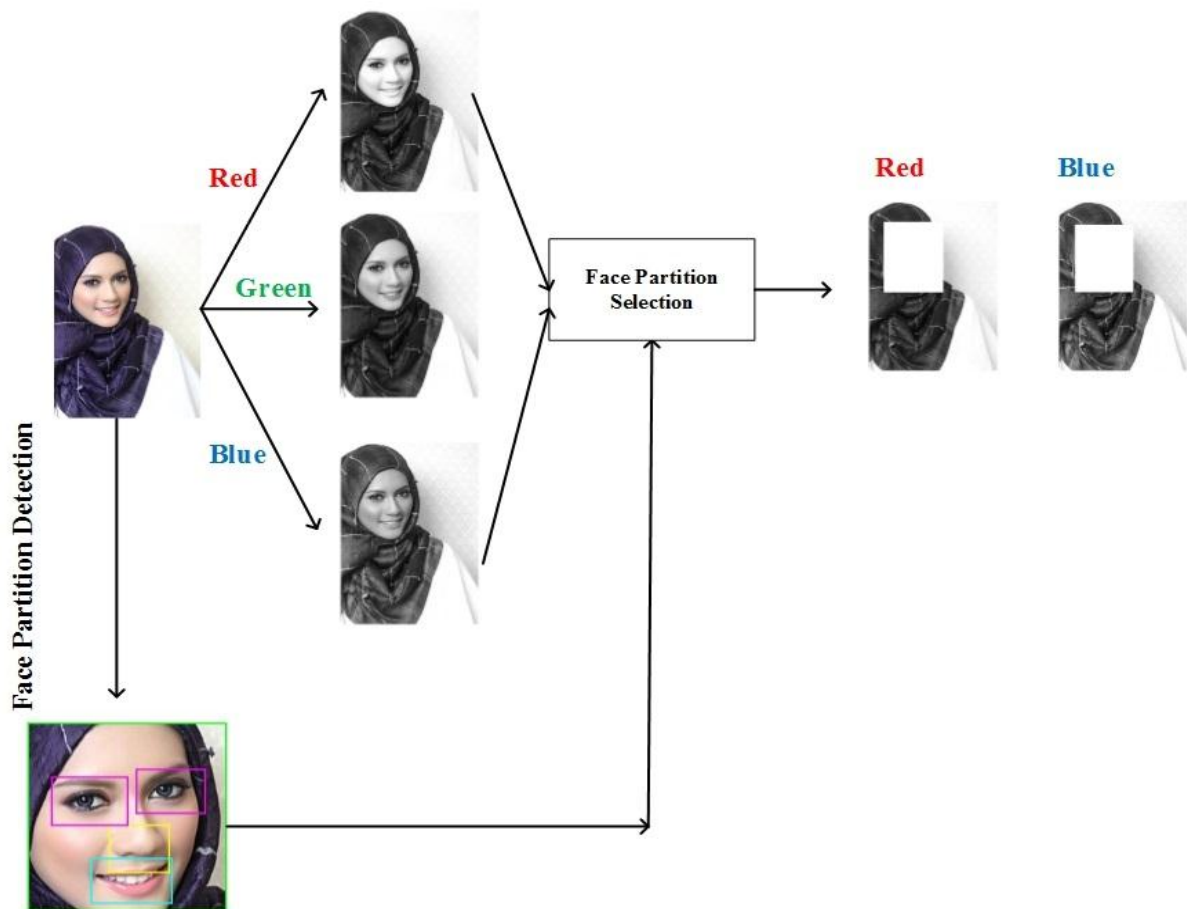 Red
Green
Blue
Face Partition
Selection
Red
Blue
Face Partition Detection